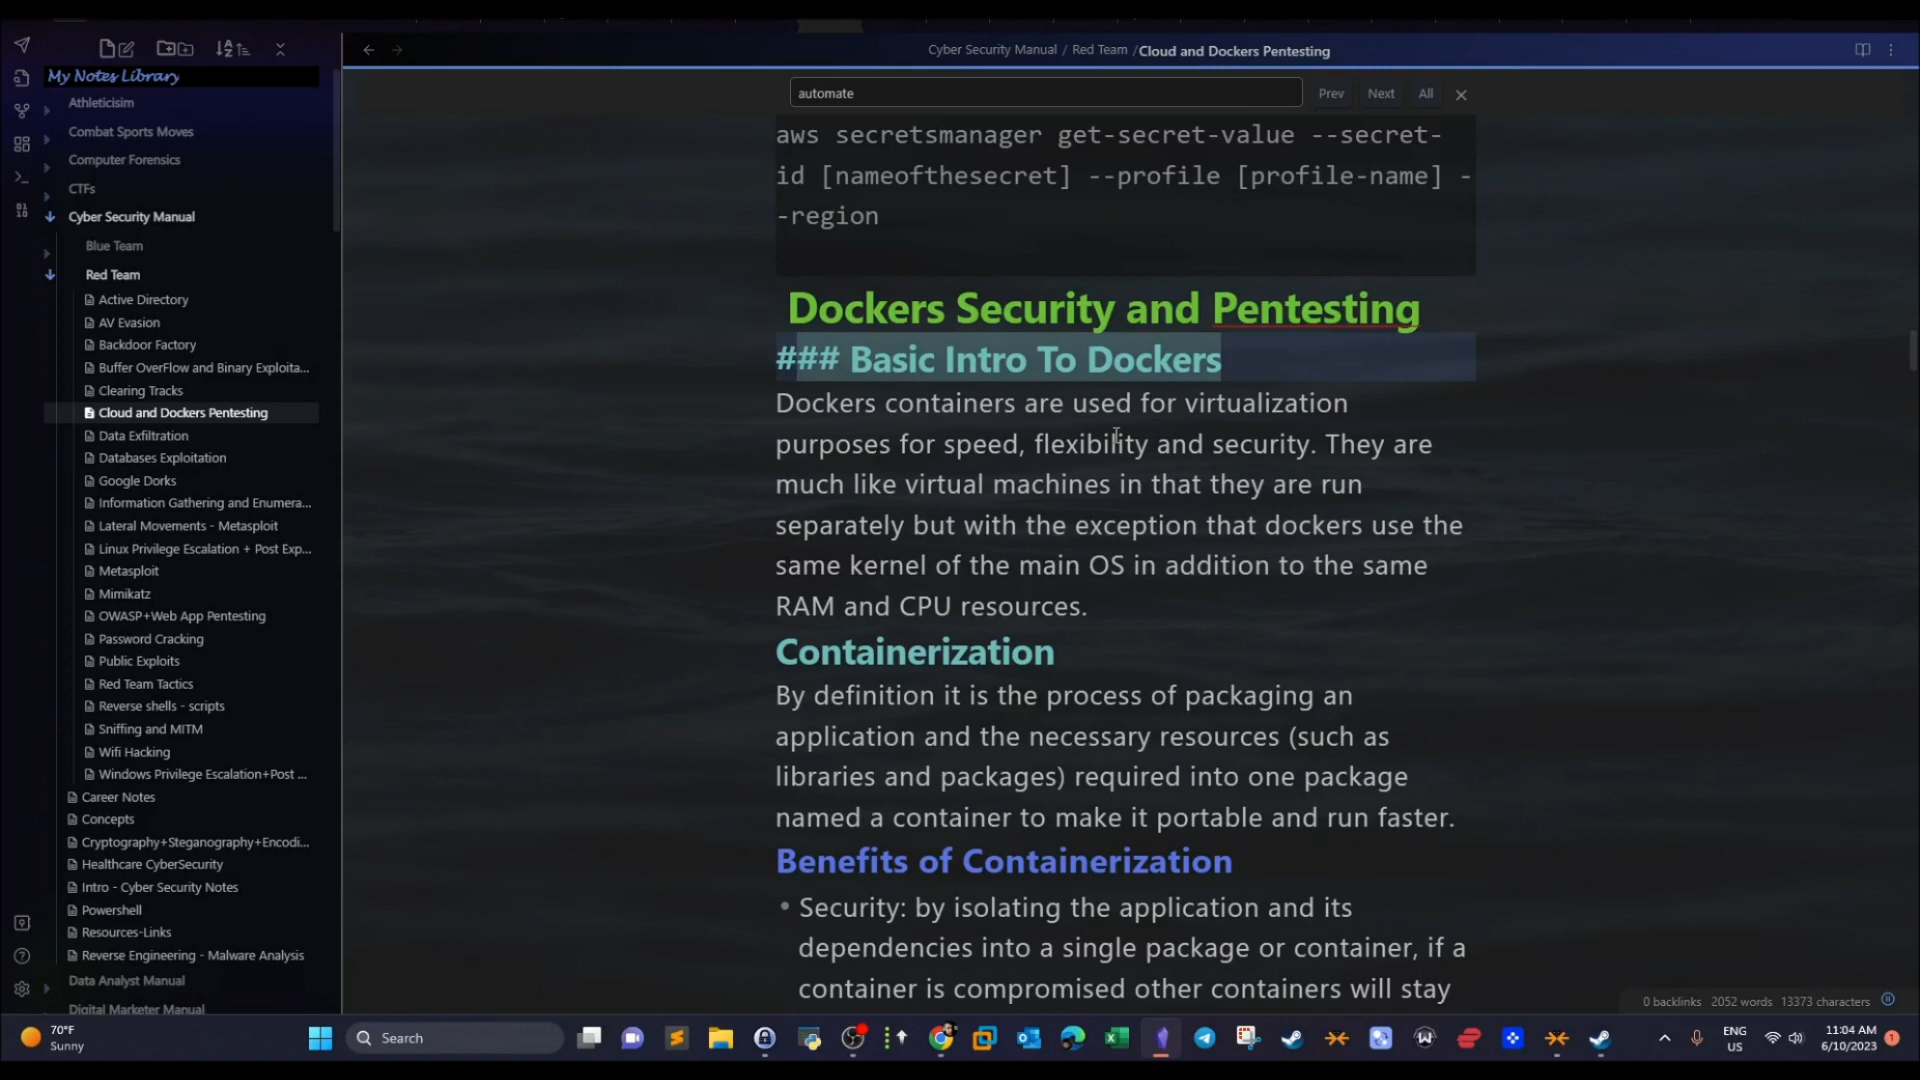 Cyber Security Manual / Red Team / Cloud and Dockers Pentesting
My Notes Library
Athleticisim
Combat Sports Moves
Computer Forensics
CTFs
Cyber Security Manual
Blue Team
Red Team
Active Directory
AV Evasion
Backdoor Factory
Buffer OverFlow and Binary Exploita...
Clearing Tracks
Cloud and Dockers Pentesting
Data Exfiltration
Databases Exploitation
Google Dorks
Information Gathering and Enumera...
Lateral Movements - Metasploit
Linux Privilege Escalation + Post Exp...
Metasploit
Mimikatz
OWASP+Web App Pentesting
Password Cracking
Public Exploits
Red Team Tactics
Reverse shells - scripts
Sniffing and MITM
Wifi Hacking
Windows Privilege Escalation+Post ...
Career Notes
Concepts
Cryptography+Steganography+Encodi...
Healthcare CyberSecurity
Intro - Cyber Security Notes
Powershell
Resources-Links
Reverse Engineering - Malware Analysis
Data Analyst Manual
Digital Marketer Manual
automate Prev Next All
aws secretsmanager get-secret-value --secret-
id [nameofthesecret] --profile [profile-name] -
-region
Dockers Security and Pentesting
### Basic Intro To Dockers
Dockers containers are used for virtualization
purposes for speed, flexibility and security. They are
much like virtual machines in that they are run
separately but with the exception that dockers use the
same kernel of the main OS in addition to the same
RAM and CPU resources.
Containerization
By definition it is the process of packaging an
application and the necessary resources (such as
libraries and packages) required into one package
named a container to make it portable and run faster.
Benefits of Containerization
• Security: by isolating the application and its
dependencies into a single package or container, if a
container is compromised other containers will stay
0 backlinks 2052 words 13373 characters
70°F
Sunny
Search
ENG
US
11:04 AM
6/10/2023
1